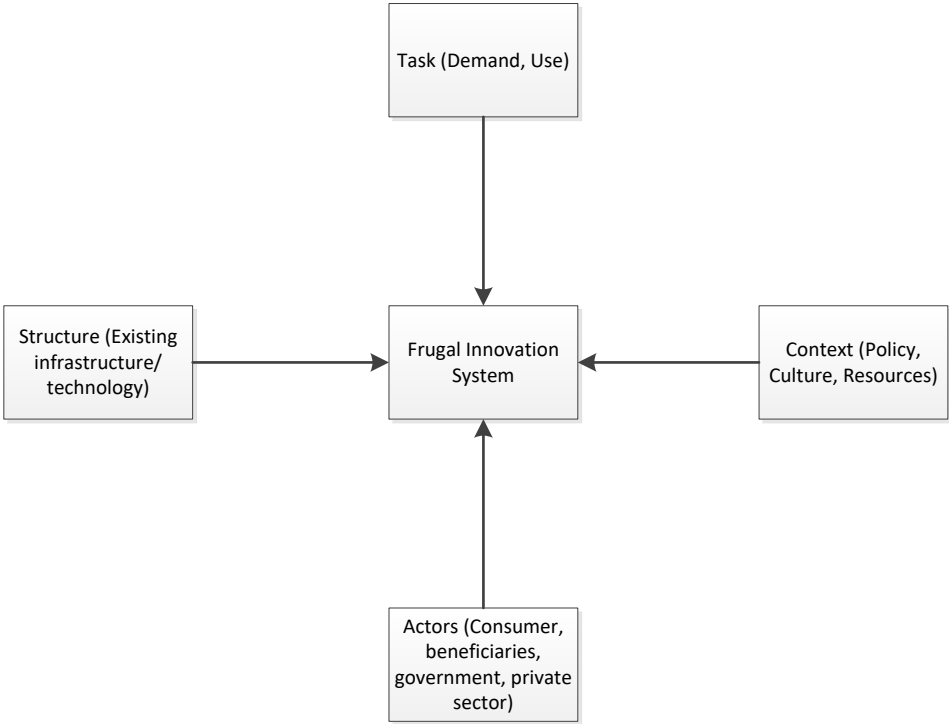 Task (Demand, Use)
Structure (Existing
infrastructure/
technology)
Frugal Innovation
System
Context (Policy,
Culture, Resources)
Actors (Consumer,
beneficiaries,
government, private
sector)